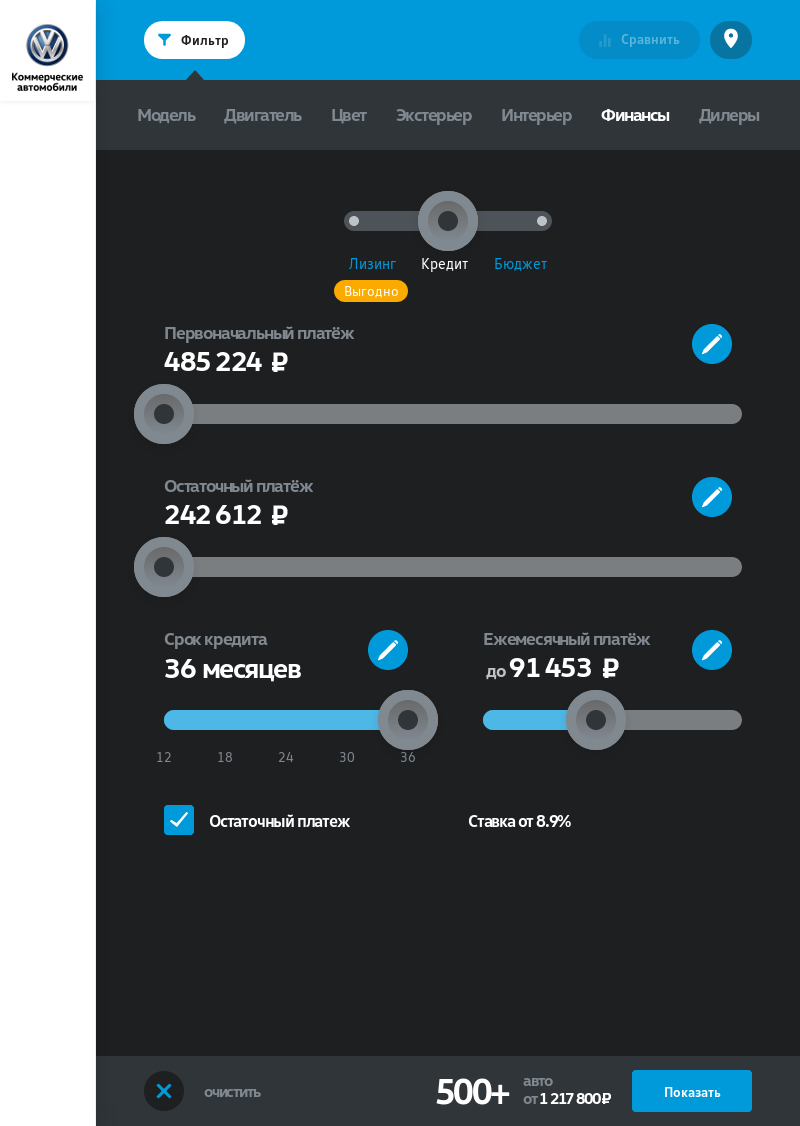 Коммерческие
автомобили
Фильтр
Сравнить
Модель Двигатель Цвет Экстерьер Интерьер Финансы Дилеры
Лизинг Кредит Бюджет
Выгодно
Первоначальный платёж
485 224 ₽
Остаточный платёж
242 612 ₽
Срок кредита
36 месяцев
12 18 24 30 36
Ежемесячный платёж
до 91 453 ₽
Остаточный платеж
Ставка от 8.9%
очистить
500+
авто
от 1 217 800 ₽
Показать